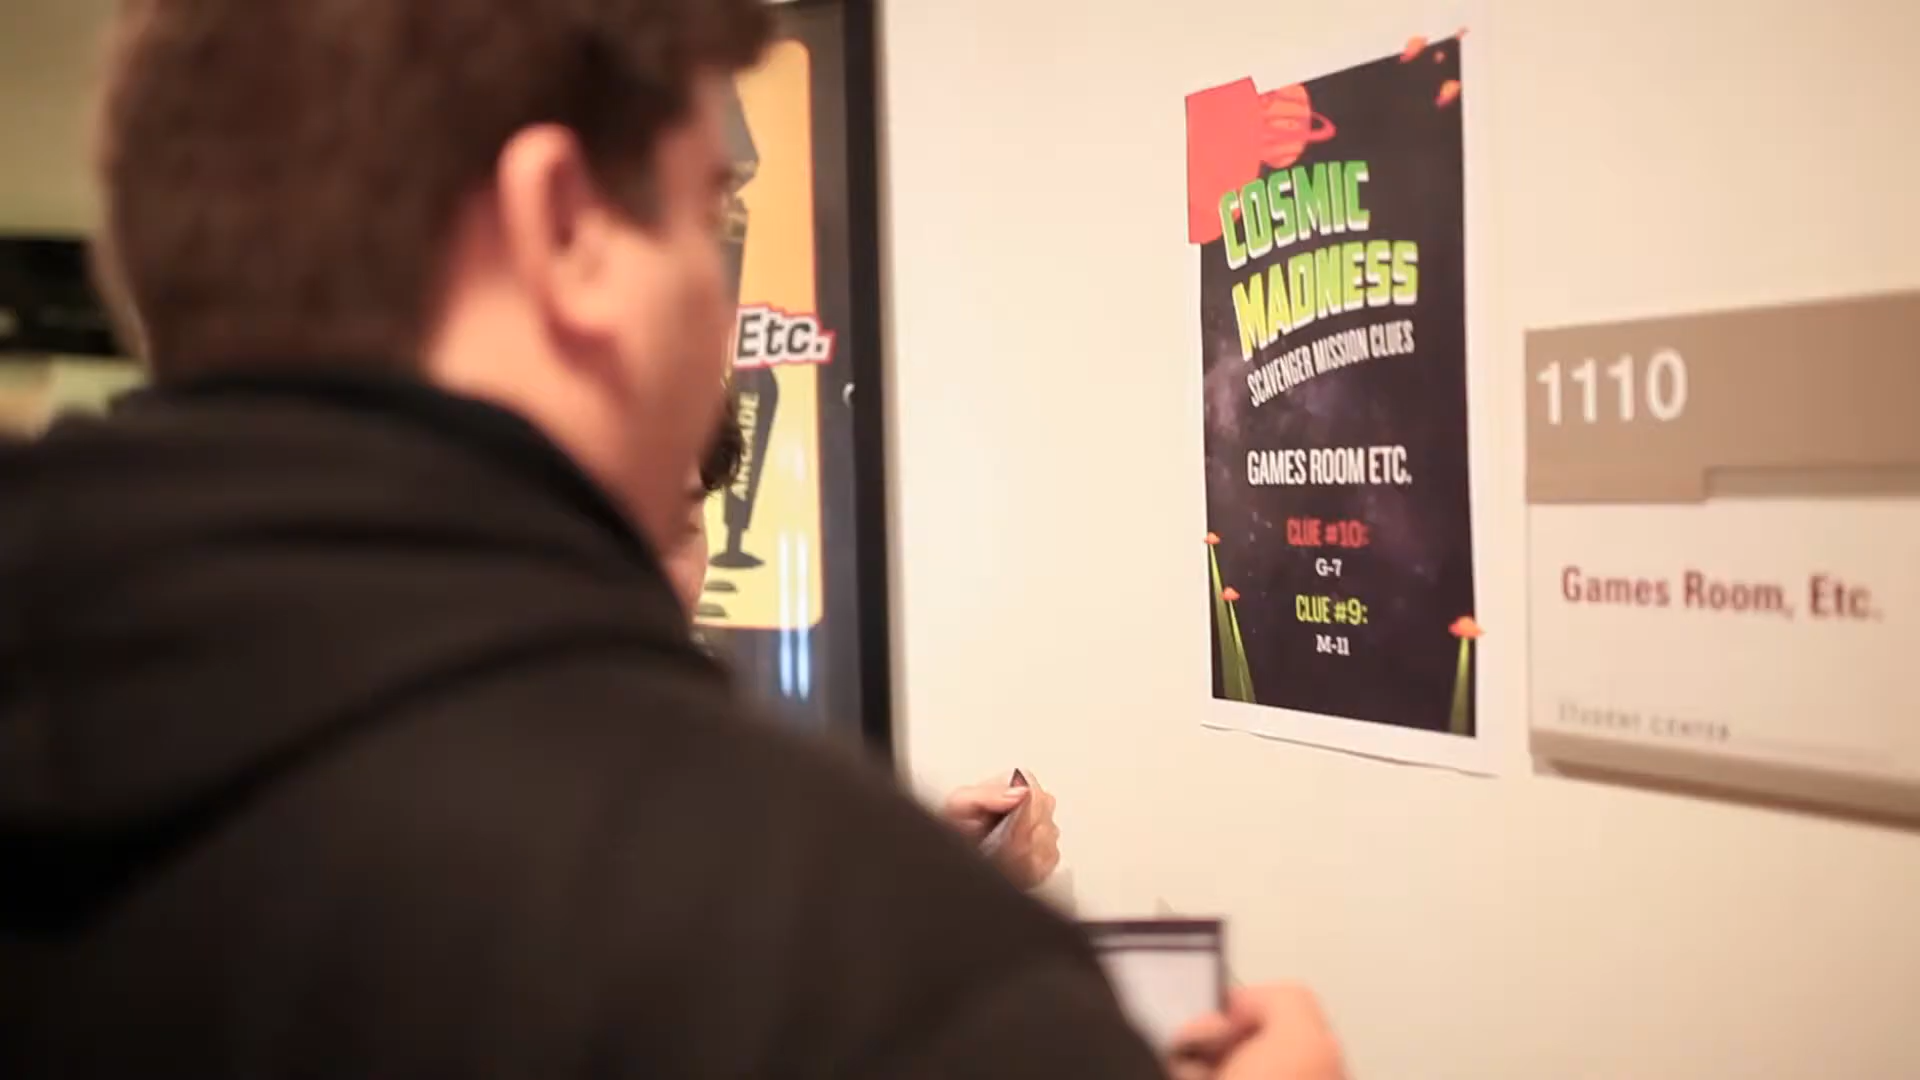 Etc.
ARCADE
COSMIC
MADNESS
SCAVENGER MISSION CLUES
GAMES ROOM ETC.
CLUE #10:
G-7
CLUE #9:
M-11
1110
Games Room, Etc.
STUDENT CENTER